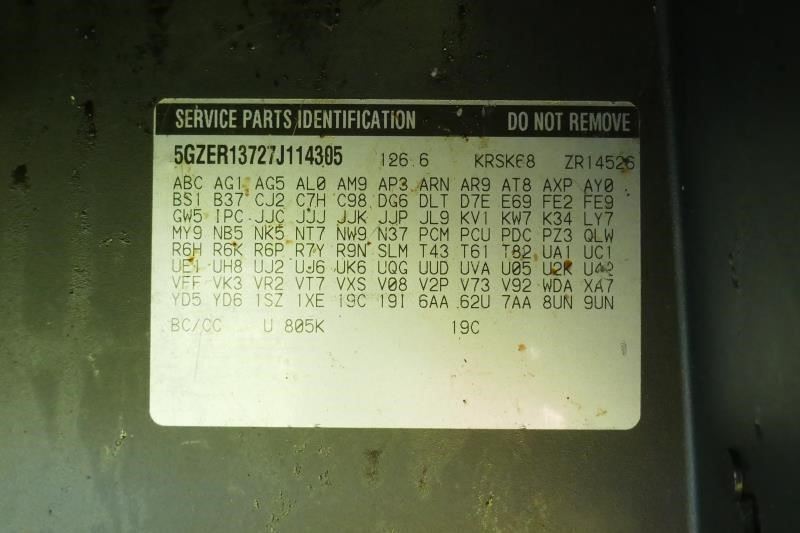 SERVICE PARTS IDENTIFICATION DO NOT REMOVE
5GZER13727J114305 126.6 KRSK68 ZR14526
ABC AG1 AG5 AL0 AM9 AP3 ARN AR9 AT8 AXP AY0
BS1 B37 CJ2 C7H C98 DG6 DLT D7E E69 FE2 FE9
GW5 IPC JJC JJJ JJK JJP JL9 KV1 KW7 K34 LY7
MY9 NB5 NK5 NT7 NW9 N37 PCM PCU PDC PZ3 QLW
R6H R6K R6P R7Y R9N SLM T43 T61 T82 UA1 UC1
UE1 UH8 UJ2 UJ6 UK6 UQG UUD UVA U05 U2K
VFF VK3 VR2 VT7 VXS V08 V2P V73 V92 WDA XA7
YD5 YD6 1SZ 1XE 19C 19I 6AA 62U 7AA 8UN 9UN
BC/CC U 805K 19C